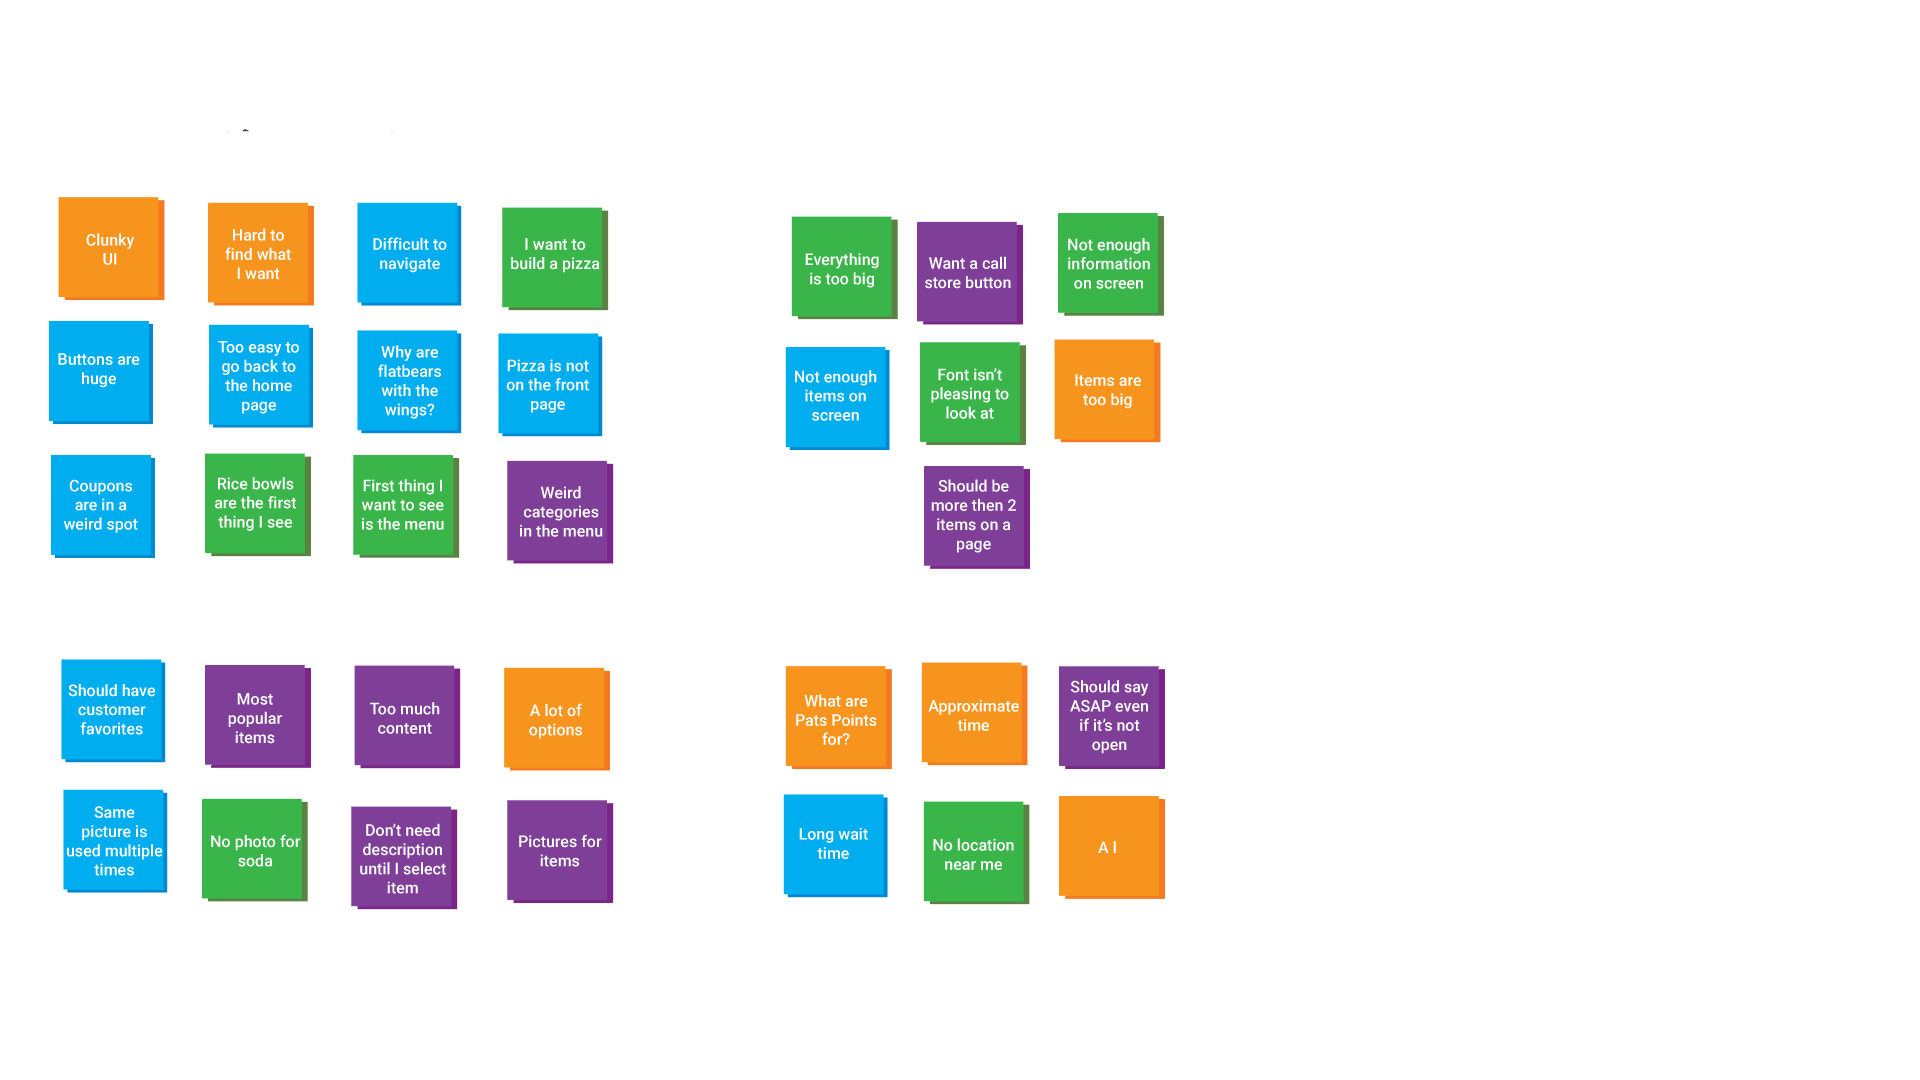 Clunky
UI
Hard to
find what
I want
Difficult to
navigate
I want to
build a pizza
Buttons are
huge
Too easy to
go back to
the home
page
Why are
flatbears
with the
wings?
Pizza is not
on the front
page
Coupons
are in a
weird spot
Rice bowls
are the first
thing I see
First thing I
want to see
is the menu
Weird
categories
in the menu
Everything
is too big
Want a call
store button
Not enough
information
on screen
Not enough
items on
screen
Font isn’t
pleasing to
look at
Items are
too big
Should be
more then 2
items on a
page
Should have
customer
favorites
Most
popular
items
Too much
content
A lot of
options
Same
picture is
used multiple
times
No photo for
soda
Don’t need
description
until I select
item
Pictures for
items
What are
Pats Points
for?
Approximate
time
Should say
ASAP even
if it’s not
open
Long wait
time
No location
near me
A I